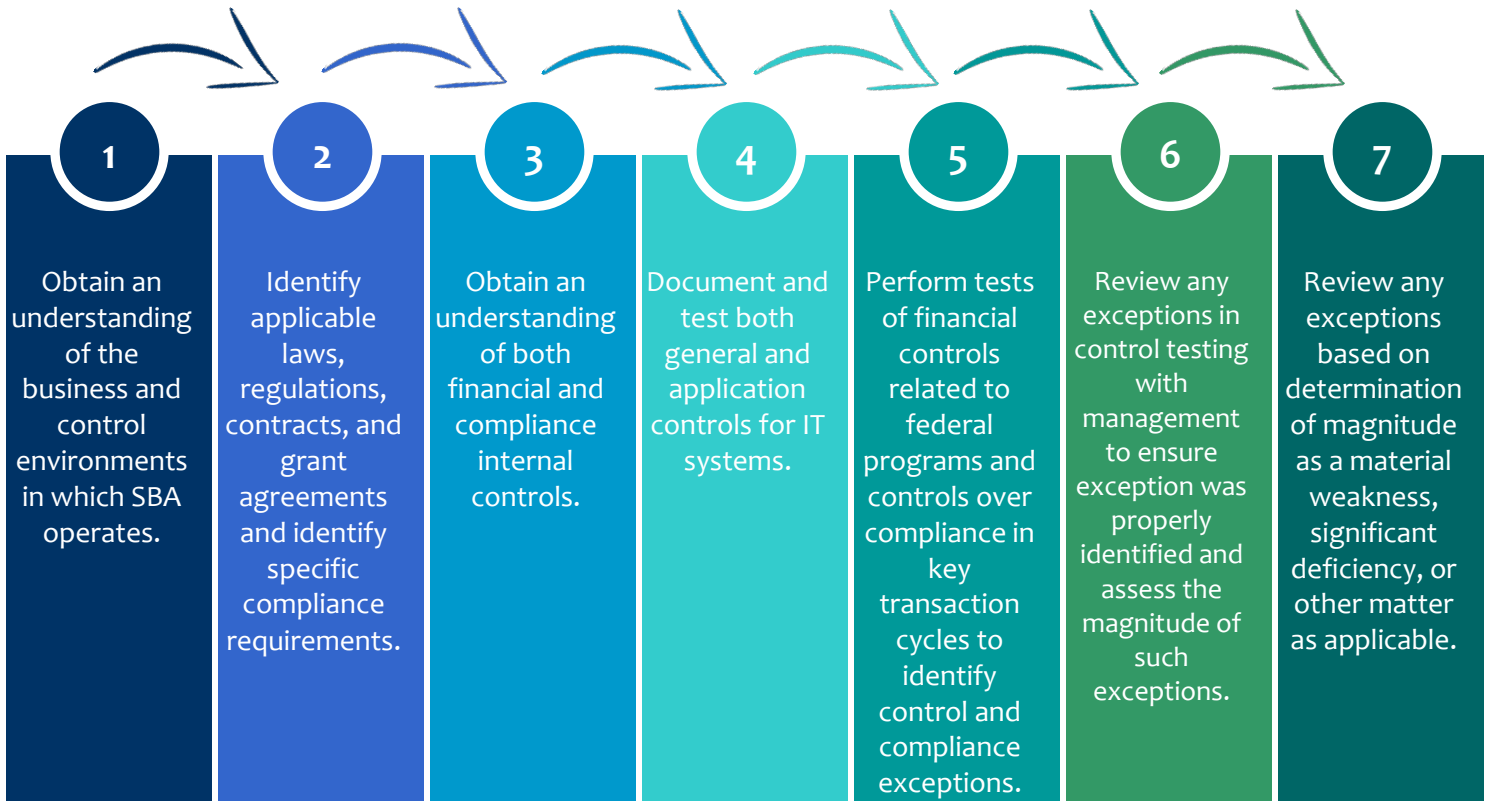 1
Obtain an
understanding
of the
business and
control
environments
in which SBA
operates.
2
Identify
applicable
laws,
regulations,
contracts, and
grant
agreements
and identify
specific
compliance
requirements.
3
Obtain an
understanding
of both
financial and
compliance
internal
controls.
4
Document and
test both
general and
application
controls for IT
systems.
5
Perform tests
of financial
controls
related to
federal
programs and
controls over
compliance in
key
transaction
cycles to
identify
control and
compliance
exceptions.
6
Review any
exceptions in
control testing
with
management
to ensure
exception was
properly
identified and
assess the
magnitude of
such
exceptions.
7
Review any
exceptions
based on
determination
of magnitude
as a material
weakness,
significant
deficiency, or
other matter
as applicable.